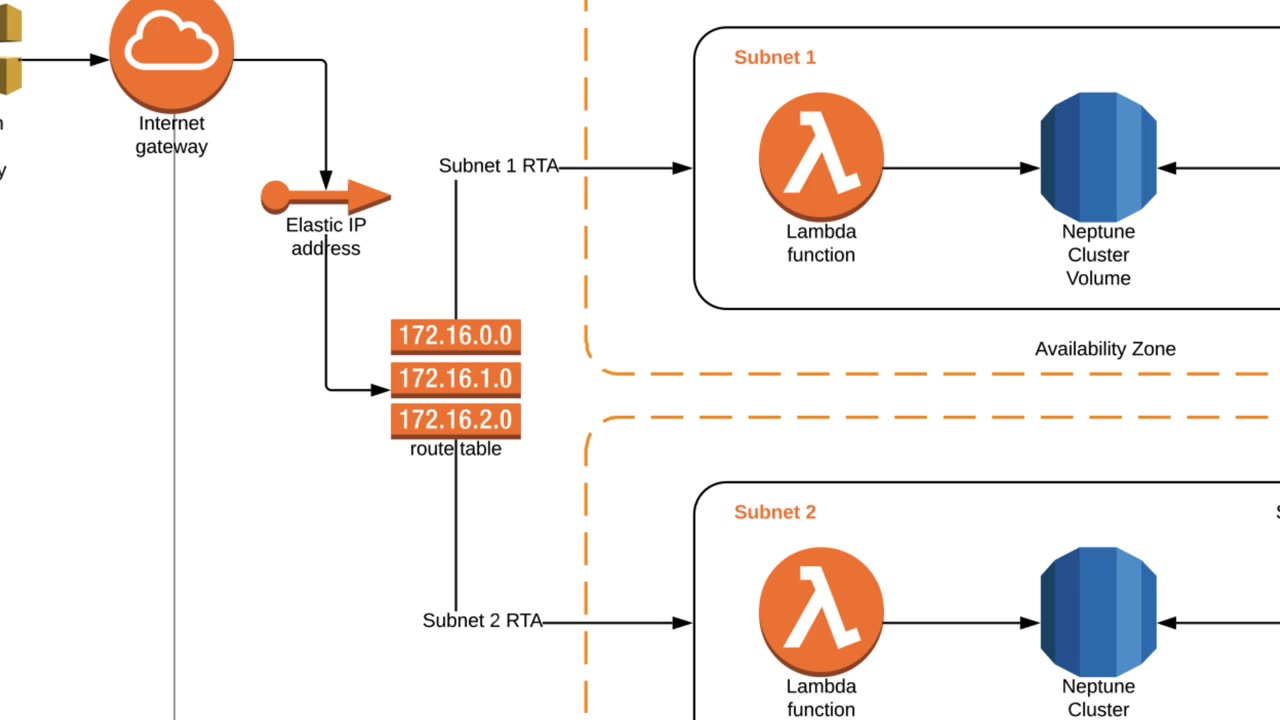 Internet
gateway
Elastic IP
address
172.16.0.0
172.16.1.0
172.16.2.0
route table
Subnet 1 RTA
Subnet 2 RTA
Subnet 1
Lambda
function
Neptune
Cluster
Volume
Availability Zone
Subnet 2
Lambda
function
Neptune
Cluster